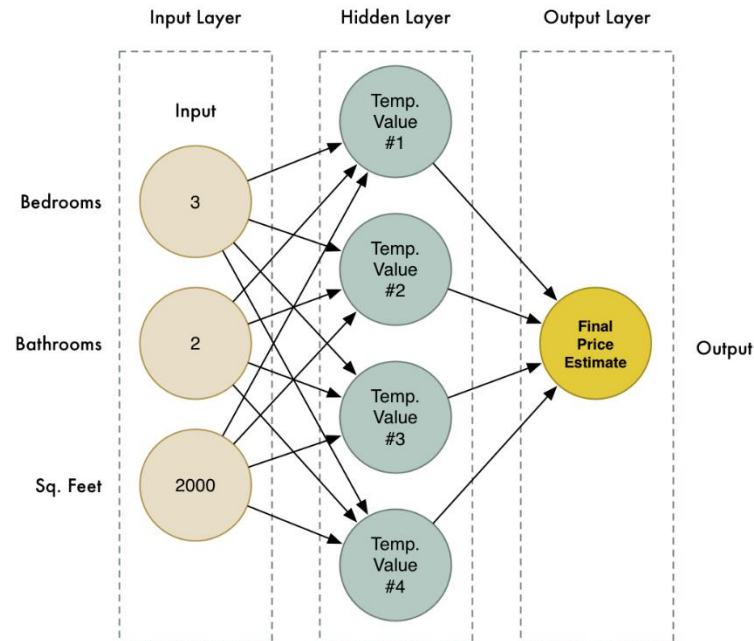 Input Layer
Hidden Layer
Output Layer
Input
Bedrooms
3
Bathrooms
2
Sq. Feet
2000
Temp.
Value
#1
Temp.
Value
#2
Temp.
Value
#3
Temp.
Value
#4
Final
Price
Estimate
Output